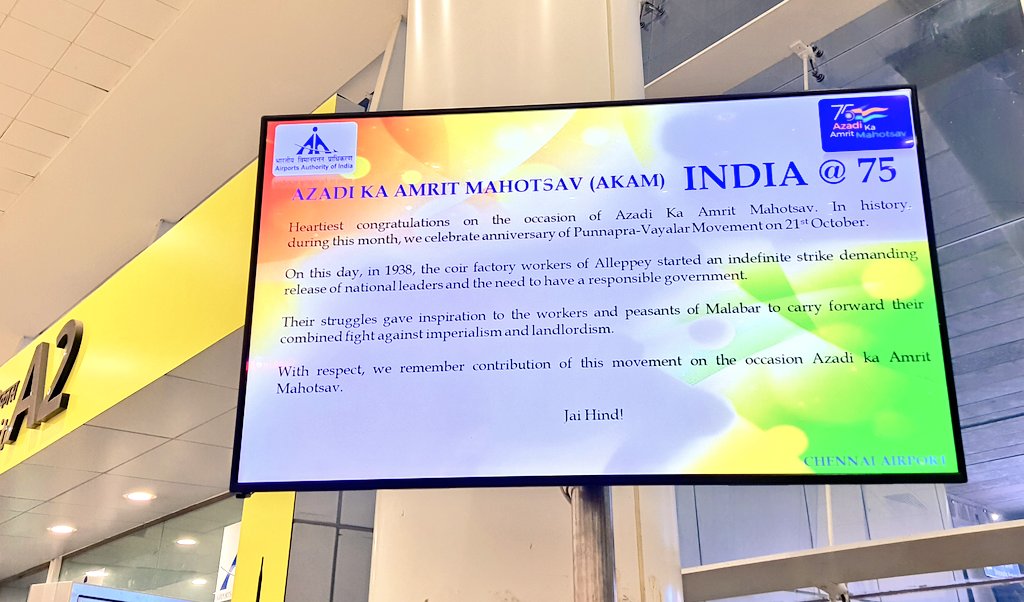 भारतीय विमानपत्तन प्राधिकरण
Airports Authority of India
75
Azadi Ka
Amrit Mahotsav
AZADI KA AMRIT MAHOTSAV (AKAM) INDIA @ 75
Heartiest congratulations on the occasion of Azadi Ka Amrit Mahotsav. In history,
during this month, we celebrate anniversary of Punnapra-Vayalar Movement on 21st October.
On this day, in 1938, the coir factory workers of Alleppey started an indefinite strike demanding
release of national leaders and the need to have a responsible government.
Their struggles gave inspiration to the workers and peasants of Malabar to carry forward their
combined fight against imperialism and landlordism.
With respect, we remember contribution of this movement on the occasion Azadi ka Amrit
Mahotsav.
Jai Hind!
CHENNAI AIRPORT
A2